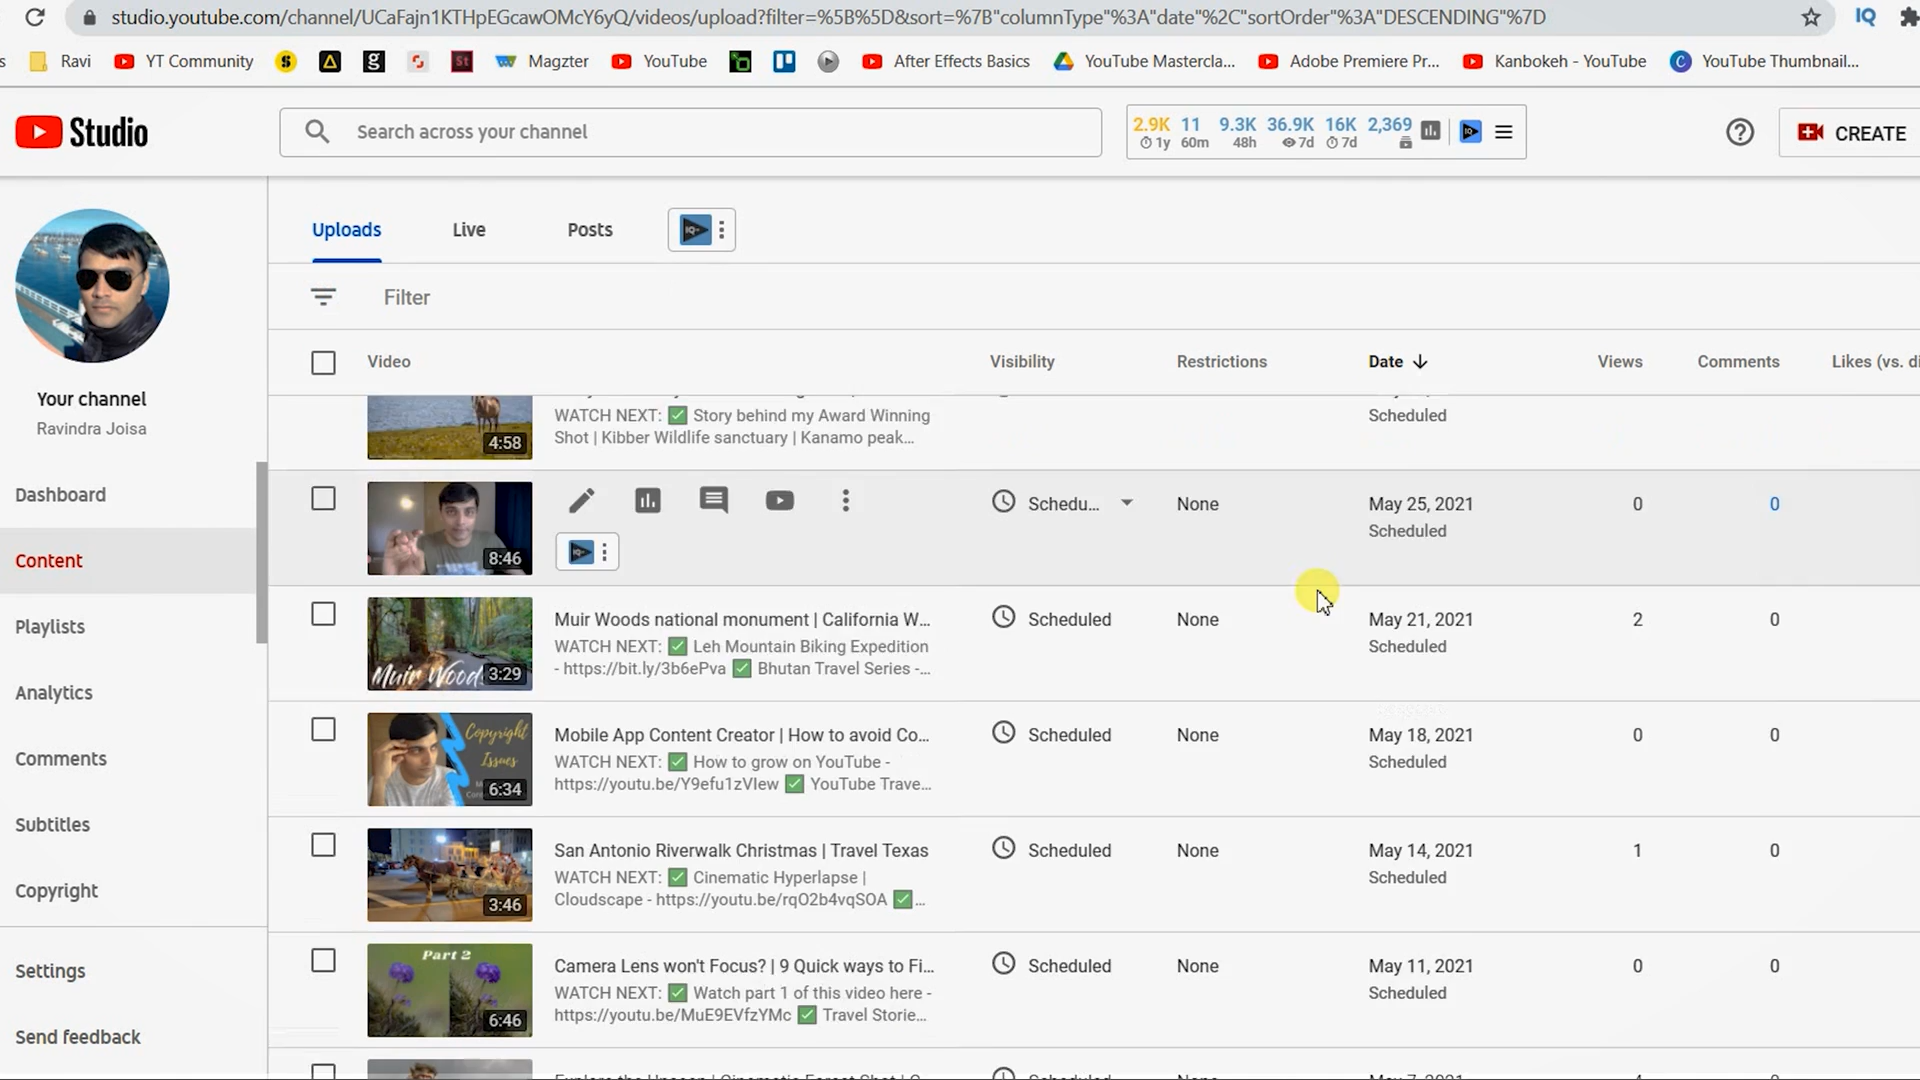 studio.youtube.com/channel/UCaFajn1KTHpEGcawOMcY6yQ/videos/upload?filter=%5B%5D&sort=%7B"columnType"%3A"date"%2C"sortOrder"%3A"DESCENDING"%7D
IQ
s Ravi YT Community S g St Magzter YouTube After Effects Basics YouTube Mastercla... Adobe Premiere Pr... Kanbokeh - YouTube C YouTube Thumbnail...
Studio
Search across your channel
2.9K 11 9.3K 36.9K 16K 2,369
1y 60m 48h 7d 7d
CREATE
Uploads Live Posts
Filter
Video Visibility Restrictions Date Views Comments Likes (vs. di
Your channel
Ravindra Joisa
Dashboard
Content
Playlists
Analytics
Comments
Subtitles
Copyright
Settings
Send feedback
4:58
WATCH NEXT: ✅ Story behind my Award Winning
Shot | Kibber Wildlife sanctuary | Kanamo peak...
Scheduled
8:46
Schedu... None May 25, 2021 0 0
Scheduled
Muir Woods
3:29
Muir Woods national monument | California W... Scheduled None May 21, 2021 2 0
WATCH NEXT: ✅ Leh Mountain Biking Expedition Scheduled
- https://bit.ly/3b6ePva ✅ Bhutan Travel Series -...
Copyright
Issues
6:34
Mobile App Content Creator | How to avoid Co... Scheduled None May 18, 2021 0 0
WATCH NEXT: ✅ How to grow on YouTube - Scheduled
https://youtu.be/Y9efu1zVIew ✅ YouTube Trave...
3:46
San Antonio Riverwalk Christmas | Travel Texas Scheduled None May 14, 2021 1 0
WATCH NEXT: ✅ Cinematic Hyperlapse | Scheduled
Cloudscape - https://youtu.be/rqO2b4vqSOA ✅...
Part 2
6:46
Camera Lens won't Focus? | 9 Quick ways to Fi... Scheduled None May 11, 2021 0 0
WATCH NEXT: ✅ Watch part 1 of this video here - Scheduled
https://youtu.be/MuE9EVfzYMc ✅ Travel Storie...